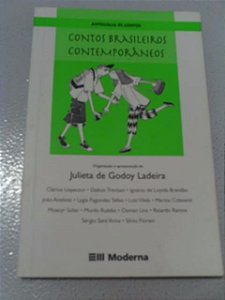 ANTOLOGIA DE CONTOS
CONTOS BRASILEIROS
CONTEMPORÂNEOS
Organização e apresentação de
Julieta de Godoy Ladeira
Clarice Lispector • Dalton Trevisan • Ignácio de Loyola Brandão
João Antônio • Lygia Fagundes Telles • Luiz Vilela • Marina Colasanti
Moacyr Scliar • Murilo Rubião • Osman Lins • Ricardo Ramos
Sérgio Sant'Anna • Silvio Fiorani
Moderna